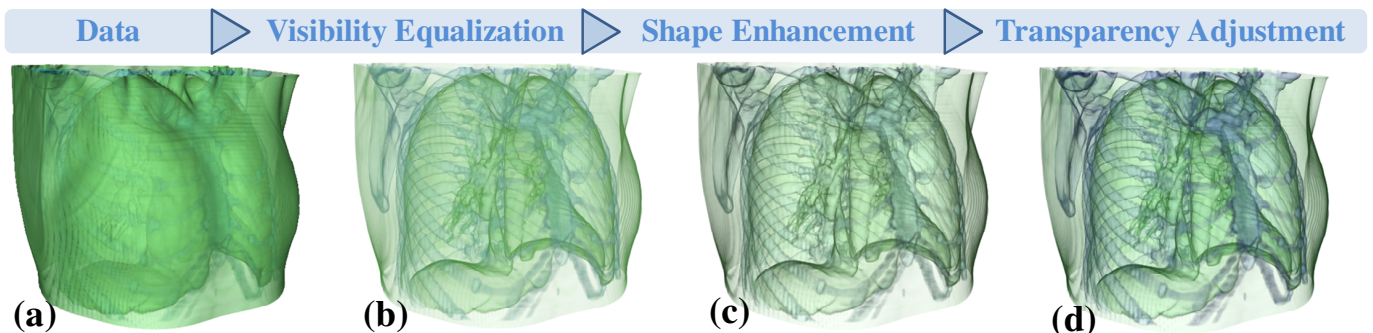 Data Visibility Equalization Shape Enhancement Transparency Adjustment
(a) (b) (c) (d)